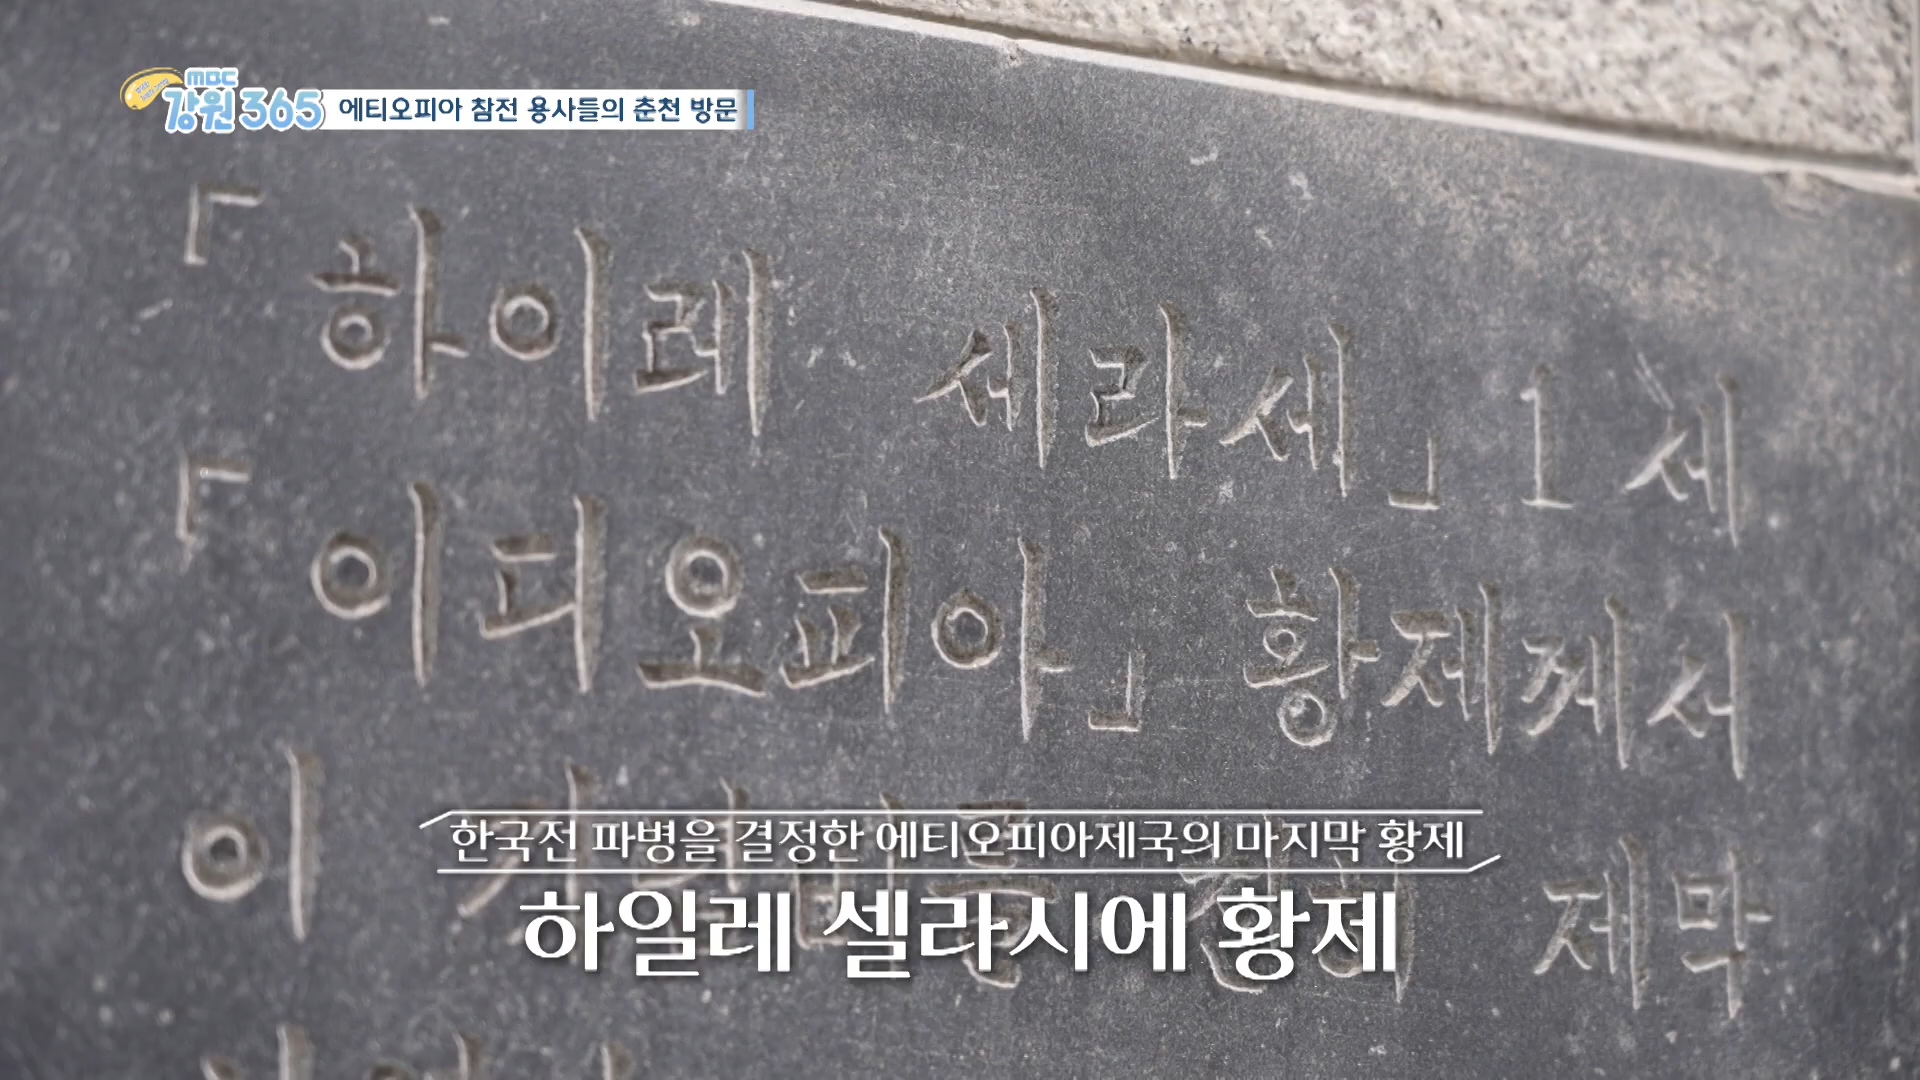 MBC
강원365 에티오피아 참전 용사들의 춘천 방문
「하이레 세라세」1세
「이디오피아」황제께서
이
제막
한국전 파병을 결정한 에티오피아제국의 마지막 황제
하일레 셀라시에 황제